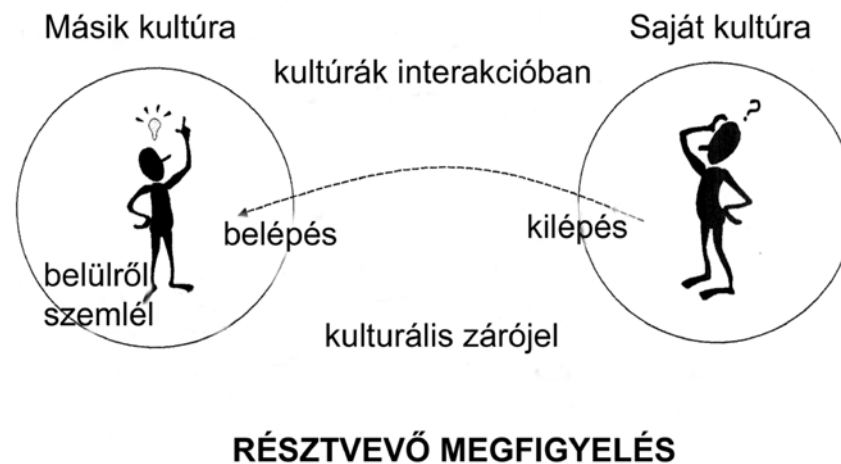 Másik kultúra
Saját kultúra
kultúrák interakcióban
?
belépés
kilépés
belülről
szemlél
kulturális zárójel
RÉSZTVEVŐ MEGFIGYELÉS